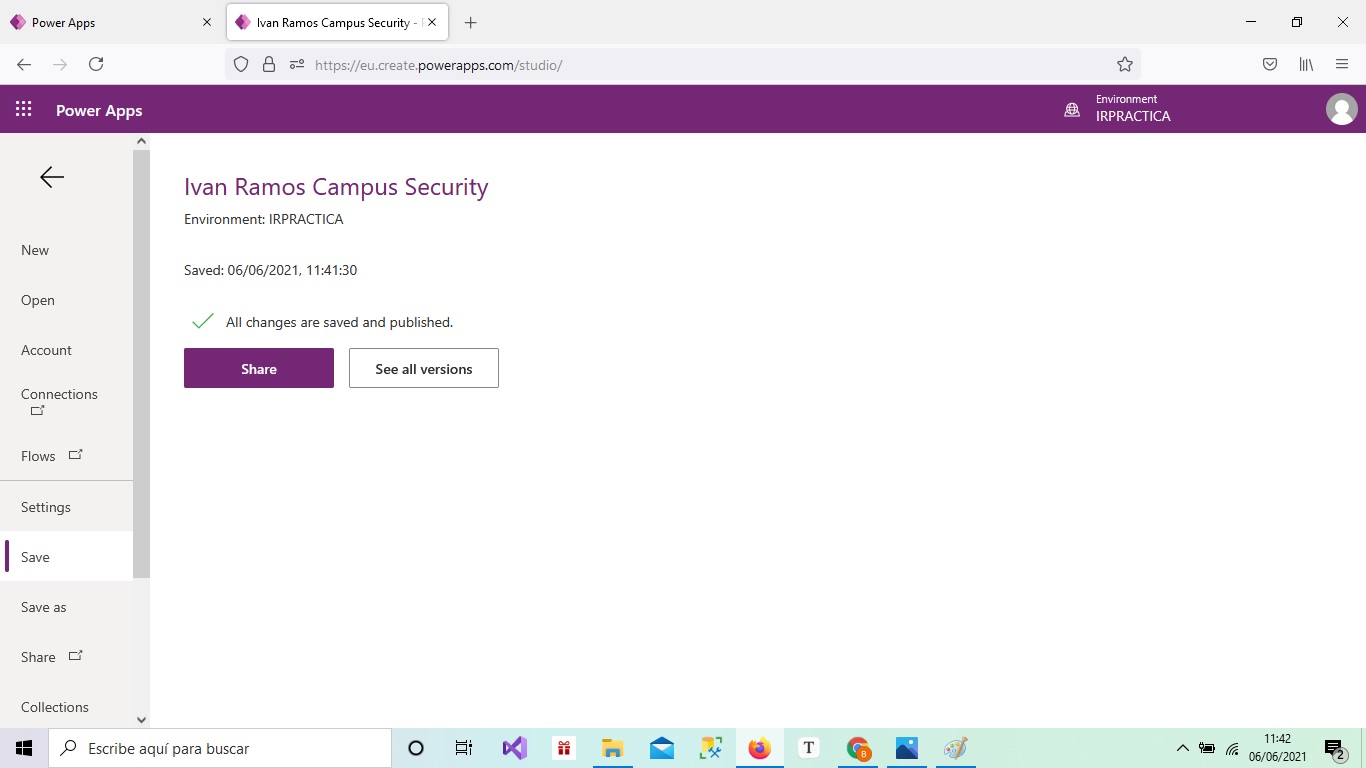 Power Apps
Ivan Ramos Campus Security -
https://eu.create.powerapps.com/studio/
Power Apps
Environment
IRPRACTICA
New
Open
Account
Connections
Flows
Settings
Save
Save as
Share
Collections
Ivan Ramos Campus Security
Environment: IRPRACTICA
Saved: 06/06/2021, 11:41:30
All changes are saved and published.
Share
See all versions
Escribe aquí para buscar
T
B
11:42
06/06/2021
2